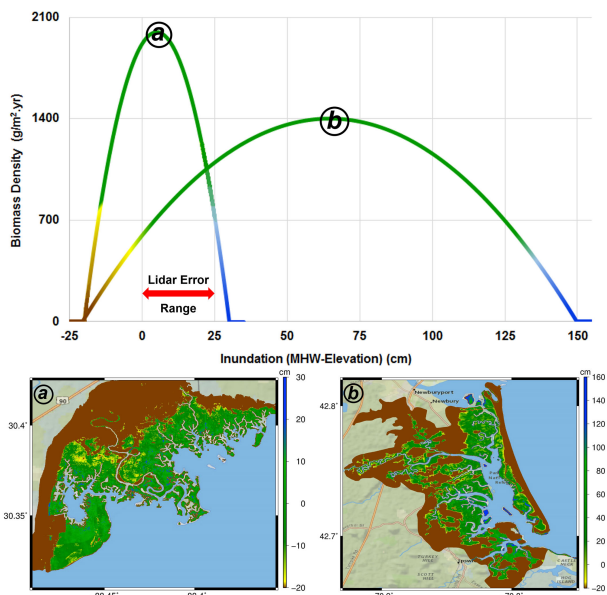 2100
1400
700
0
Biomass Density (g/m².yr)
a
b
Lidar Error
Range
-25
0
25
50
75
100
125
150
Inundation (MHW-Elevation) (cm)
a
90
30.4°
30.35°
cm
30
20
10
0
−10
−20
b
Newburyport
Newbury
42.8°
42.7°
cm
160
140
120
100
80
60
40
20
0
−20